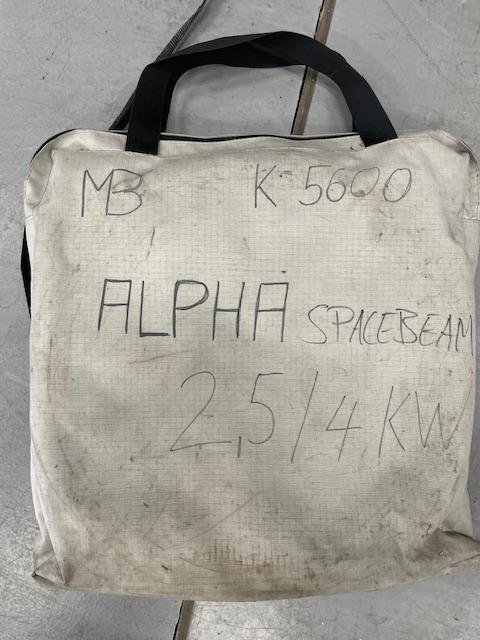 MB K 5600
ALPHA SPACEBEAM
2,5/4 KW